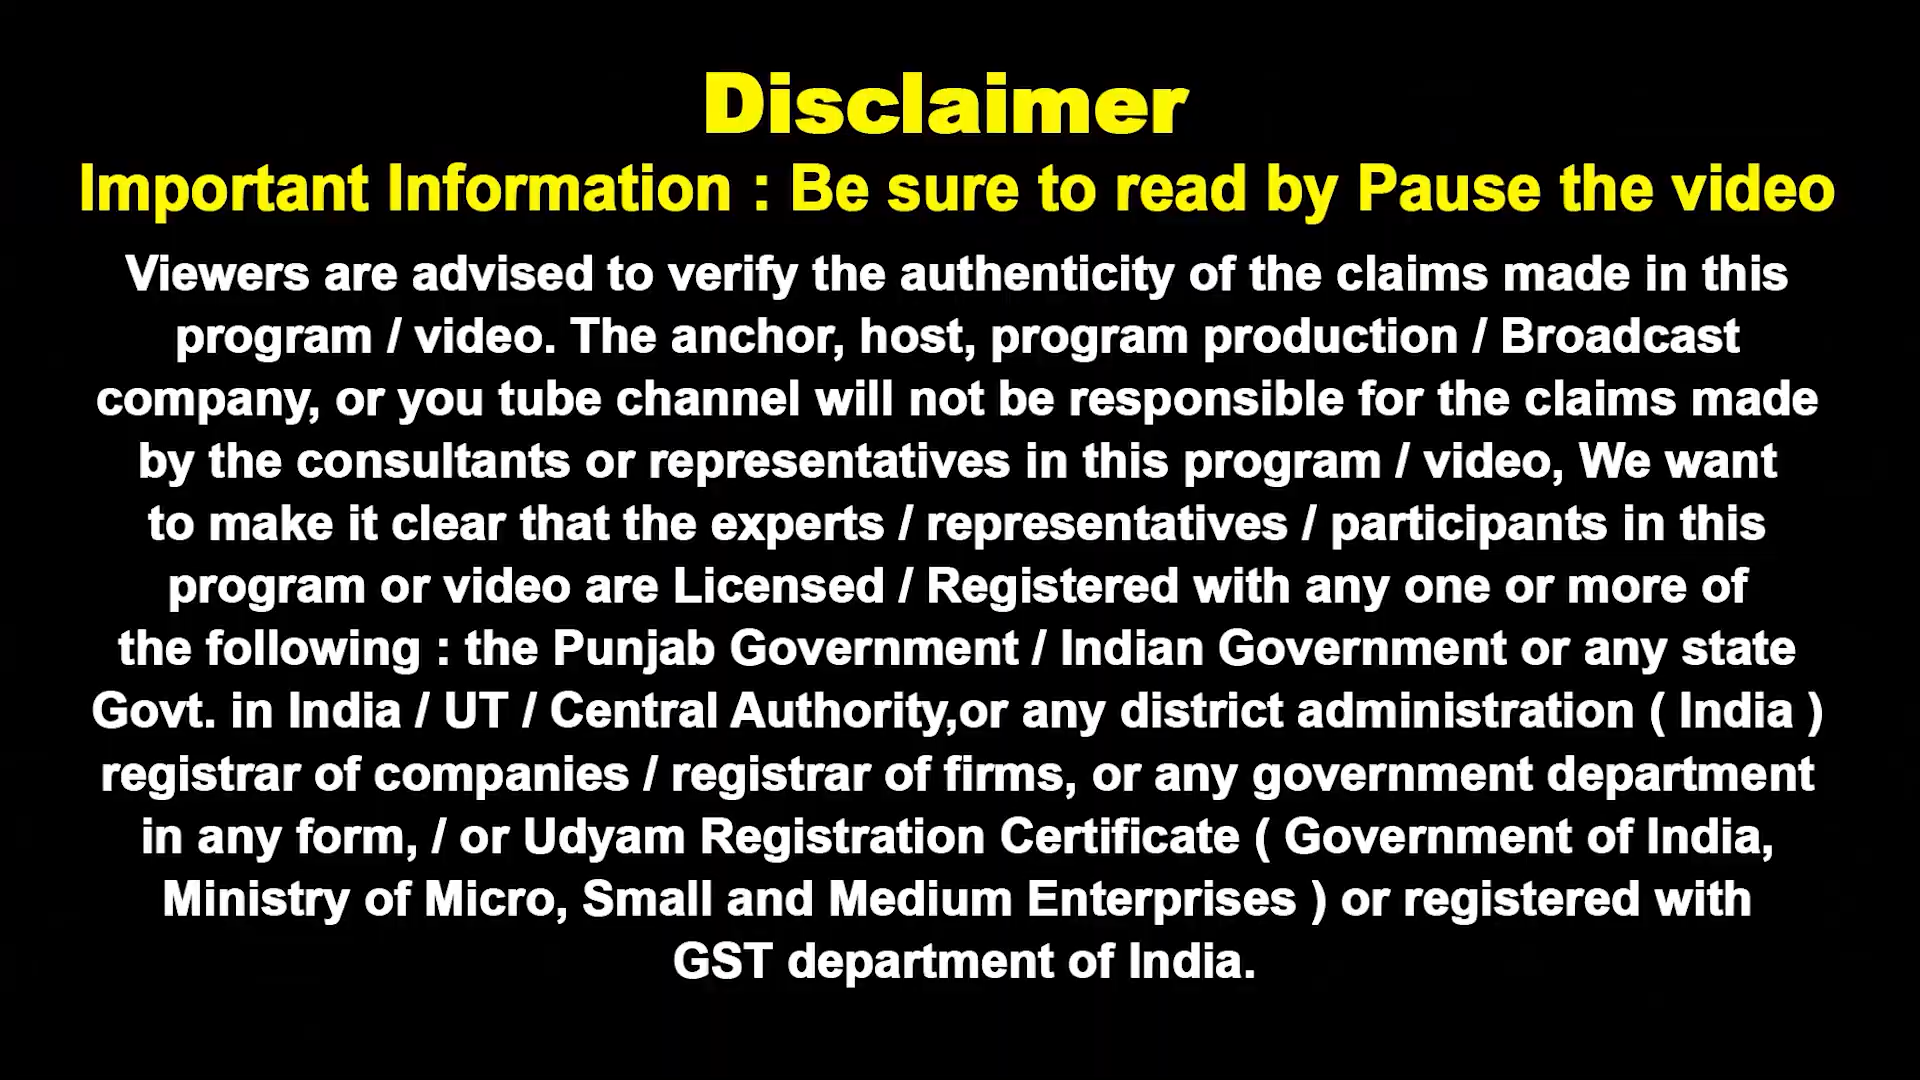 Disclaimer
Important Information : Be sure to read by Pause the video
Viewers are advised to verify the authenticity of the claims made in this
program / video. The anchor, host, program production / Broadcast
company, or you tube channel will not be responsible for the claims made
by the consultants or representatives in this program / video, We want
to make it clear that the experts / representatives / participants in this
program or video are Licensed / Registered with any one or more of
the following : the Punjab Government / Indian Government or any state
Govt. in India / UT / Central Authority,or any district administration ( India )
registrar of companies / registrar of firms, or any government department
in any form, / or Udyam Registration Certificate ( Government of India,
Ministry of Micro, Small and Medium Enterprises ) or registered with
GST department of India.